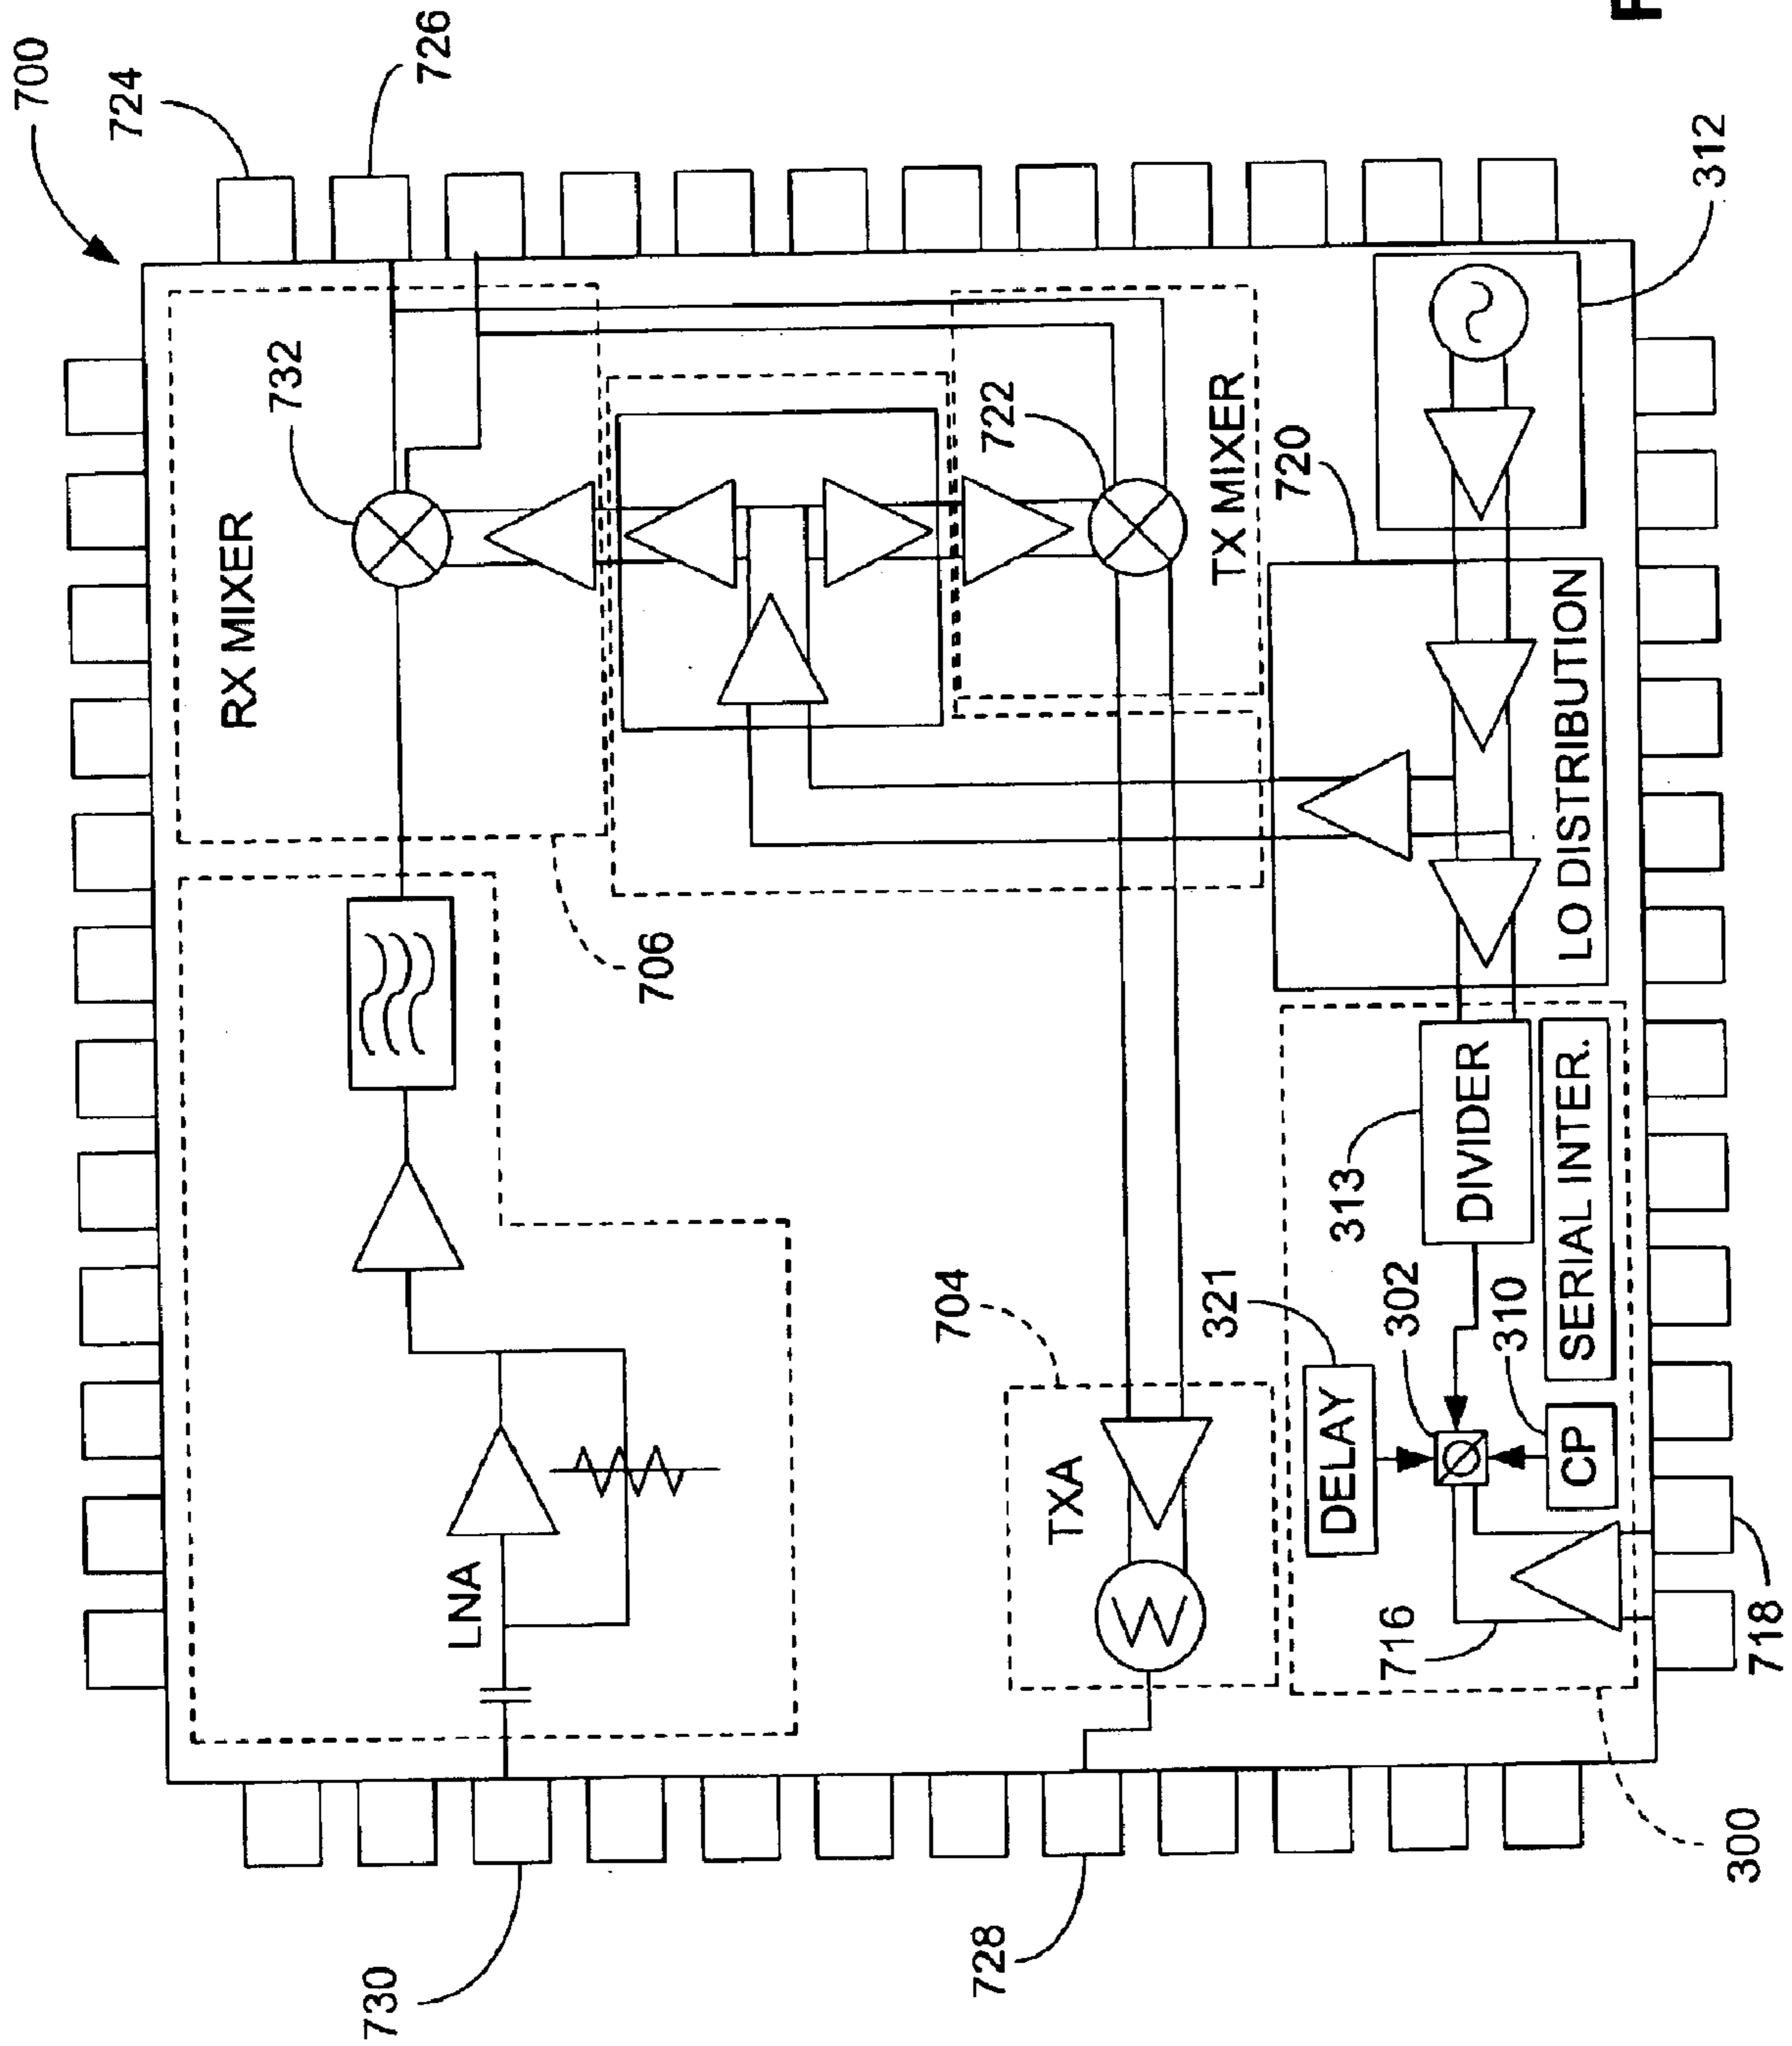 700
724
726
732
RX MIXER
706
LNA
730
722
TX MIXER
720
LO DISTRIBUTION
312
704
TXA
728
313
DIVIDER
SERIAL INTER.
321
DELAY
302
310
CP
716
718
300
F